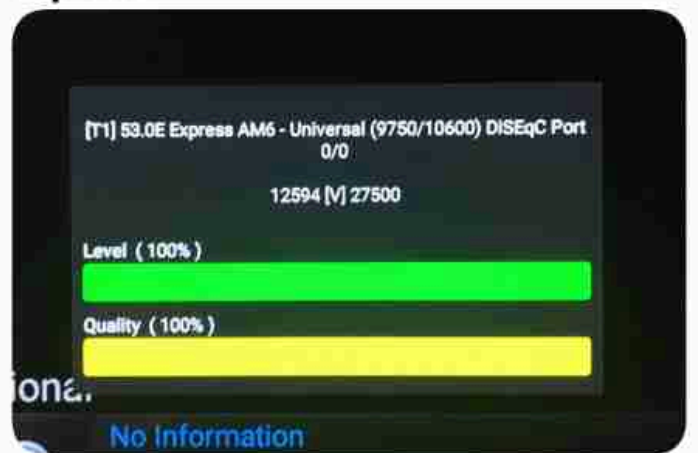 [T1] 53.0E Express AM6 - Universal (9750/10600) DiSEqC Port
0/0
12594 [V] 27500
Level ( 100% )
Quality ( 100% )
No Information